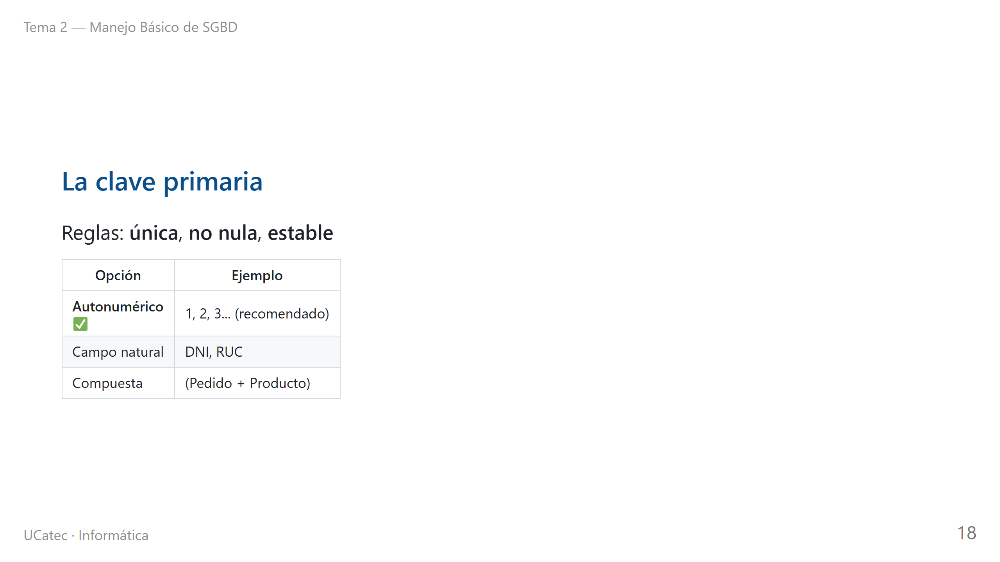 Tema 2 — Manejo Básico de SGBD
La clave primaria
Reglas: única, no nula, estable
Opción Ejemplo
Autonumérico ✅ 1, 2, 3... (recomendado)
Campo natural DNI, RUC
Compuesta (Pedido + Producto)
UCatec · Informática
18